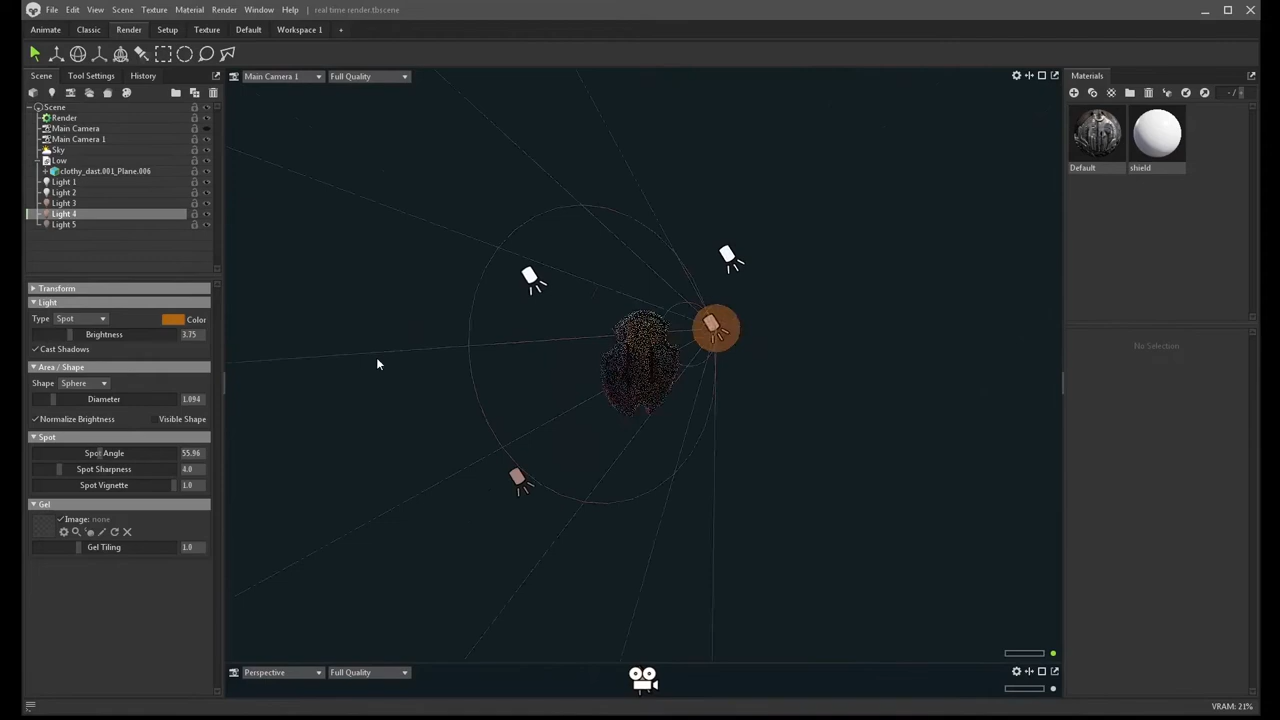 File Edit View Scene Texture Material Render Window Help real time render.tbscene
Animate Classic Render Setup Texture Default Workspace 1 +
Scene Tool Settings History
Main Camera 1 Full Quality
Materials
- /
Scene
Render
Main Camera
Main Camera 1
Sky
Low
clothy_dast.001_Plane.006
Light 1
Light 2
Light 3
Light 4
Light 5
Default shield
Transform
Light
Type Spot Color
Brightness 3.75
Cast Shadows
Area / Shape
Shape Sphere
Diameter 1.094
Normalize Brightness Visible Shape
Spot
Spot Angle 55.96
Spot Sharpness 4.0
Spot Vignette 1.0
Gel
Image: none
Gel Tiling 1.0
No Selection
Perspective Full Quality
VRAM: 21%